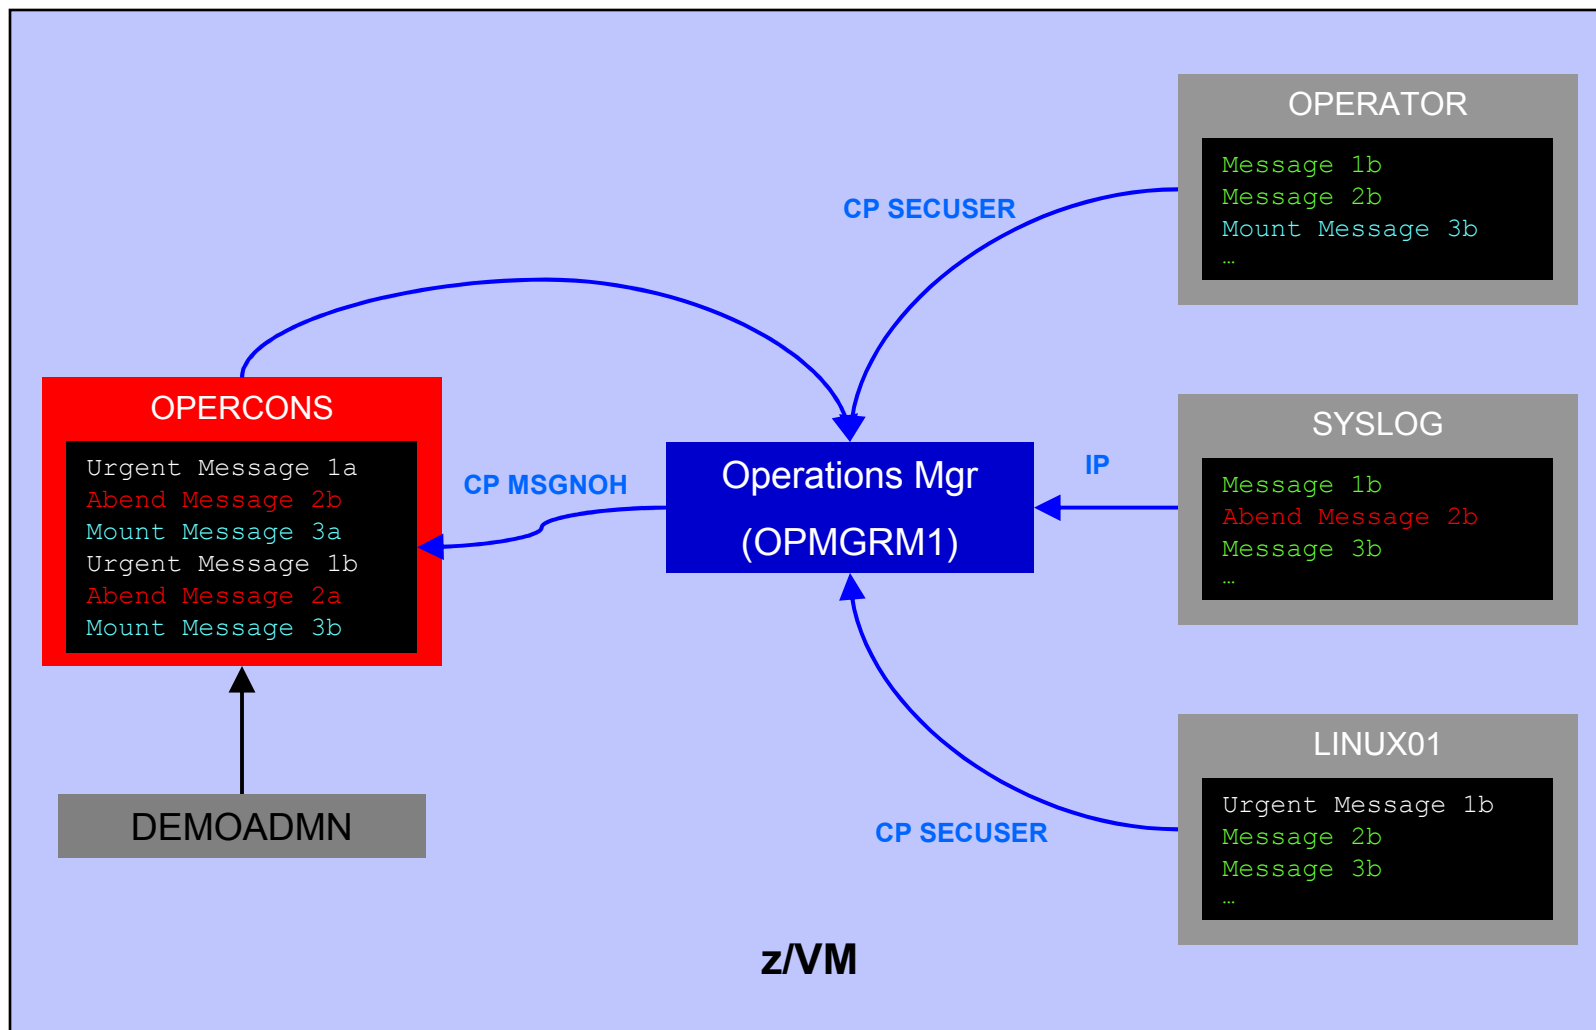 OPERATOR
Message 1b
Message 2b
Mount Message 3b
…
CP SECUSER
OPERCONS
Urgent Message 1a
Abend Message 2b
Mount Message 3a
Urgent Message 1b
Abend Message 2a
Mount Message 3b
CP MSGNOH
Operations Mgr
(OPMGRM1)
IP
SYSLOG
Message 1b
Abend Message 2b
Message 3b
…
DEMOADMN
CP SECUSER
LINUX01
Urgent Message 1b
Message 2b
Message 3b
…
z/VM